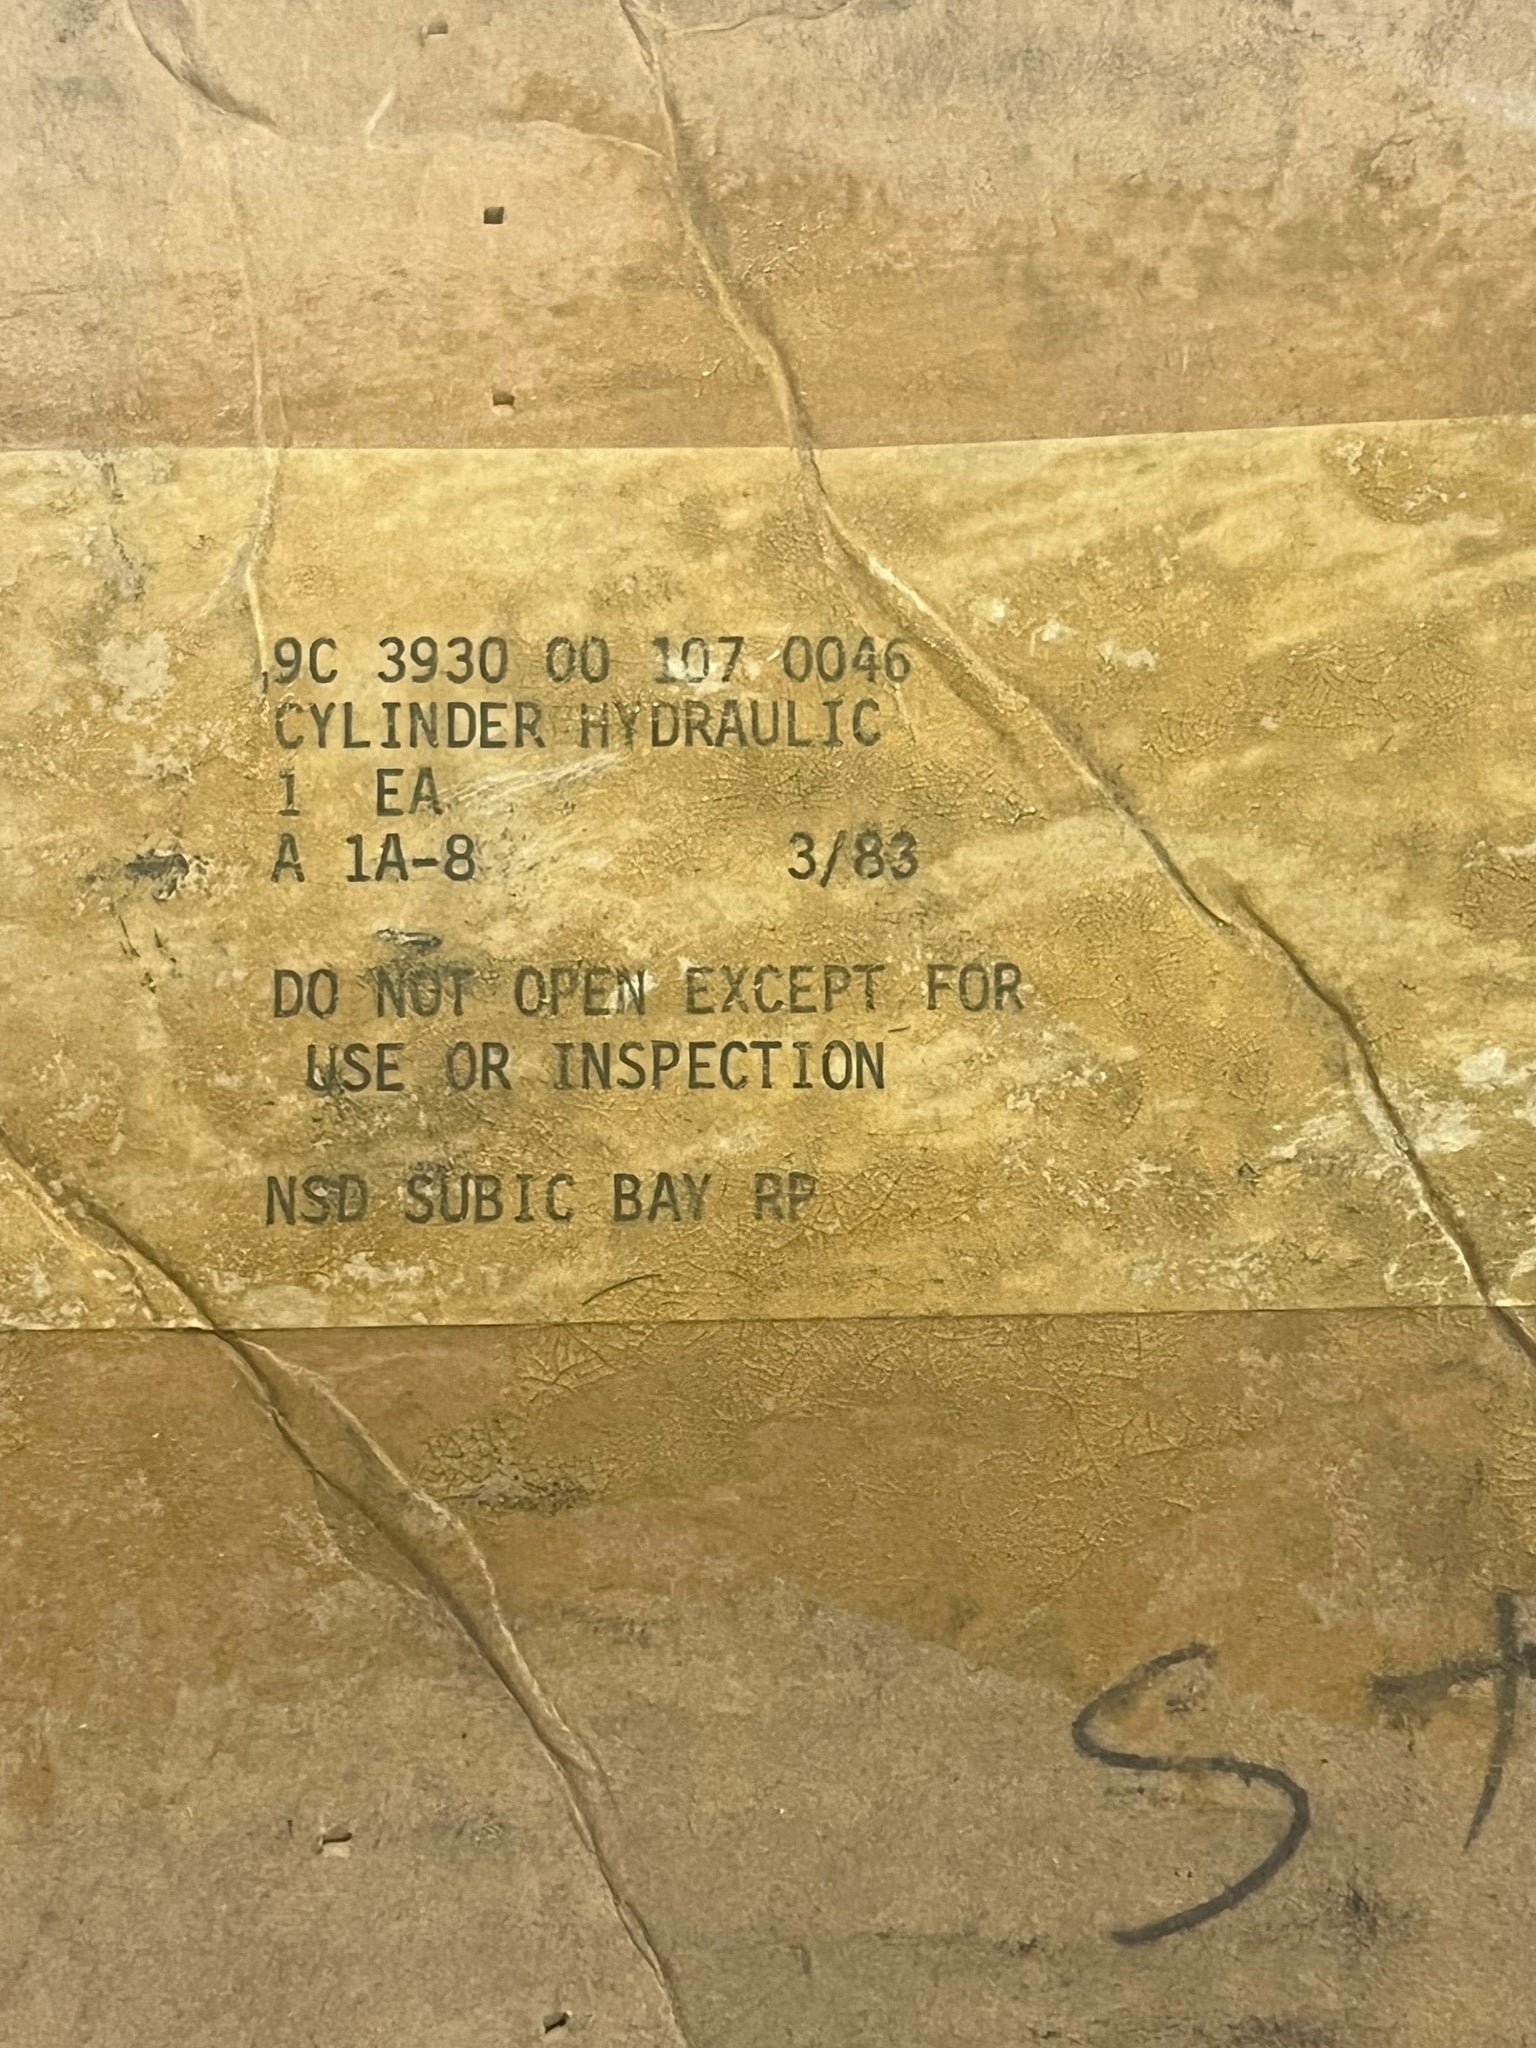 9C 3930 00 107 0046
CYLINDER HYDRAULIC
1 EA
A 1A-8 3/83
DO NOT OPEN EXCEPT FOR
USE OR INSPECTION
NSD SUBIC BAY RP
St